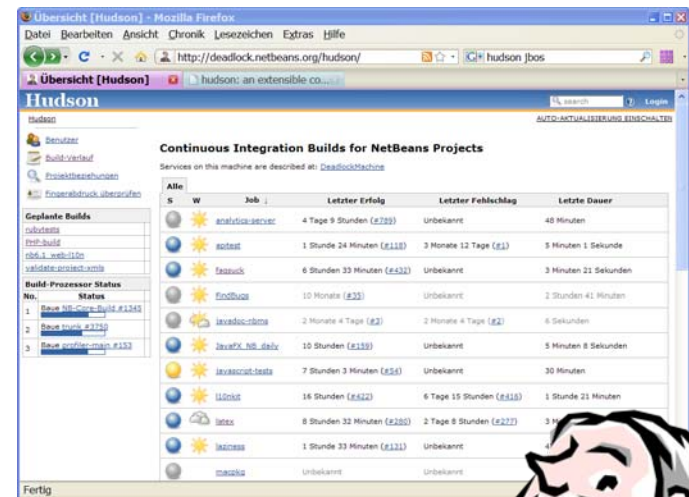 Übersicht [Hudson] - Mozilla Firefox
Datei Bearbeiten Ansicht Chronik Lesezeichen Extras Hilfe
http://deadlock.netbeans.org/hudson/ hudson jbos
Übersicht [Hudson] hudson: an extensible co...
Hudson
search Login
Hudson AUTO-AKTUALISIERUNG EINSCHALTEN
Benutzer
Build-Verlauf
Projektbeziehungen
Fingerabdruck überprüfen
Geplante Builds
rubytests
PHP-build
nb6.1_web-l10n
validate-project-xmls
Build-Prozessor Status
No. Status
1 Baue NB-Core-Build #1345
2 Baue trunk #3750
3 Baue profiler-main #153
Continuous Integration Builds for NetBeans Projects
Services on this machine are described at: DeadlockMachine
Alle
S W Job ↓ Letzter Erfolg Letzter Fehlschlag Letzte Dauer
analytics-server 4 Tage 9 Stunden (#789) Unbekannt 48 Minuten
aptest 1 Stunde 24 Minuten (#118) 3 Monate 12 Tage (#1) 5 Minuten 1 Sekunde
faqsuck 6 Stunden 33 Minuten (#432) Unbekannt 3 Minuten 21 Sekunden
FindBugs 10 Monate (#35) Unbekannt 2 Stunden 41 Minuten
javadoc-nbms 2 Monate 4 Tage (#3) 2 Monate 4 Tage (#2) 6 Sekunden
JavaFX_NB_daily 10 Stunden (#159) Unbekannt 5 Minuten 8 Sekunden
javascript-tests 7 Stunden 3 Minuten (#54) Unbekannt 30 Minuten
l10nkit 16 Stunden (#422) 6 Tage 15 Stunden (#416) 1 Stunde 21 Minuten
latex 8 Stunden 32 Minuten (#280) 2 Tage 8 Stunden (#277)
laziness 1 Stunde 33 Minuten (#131) Unbekannt
macpkg Unbekannt Unbekannt
Fertig